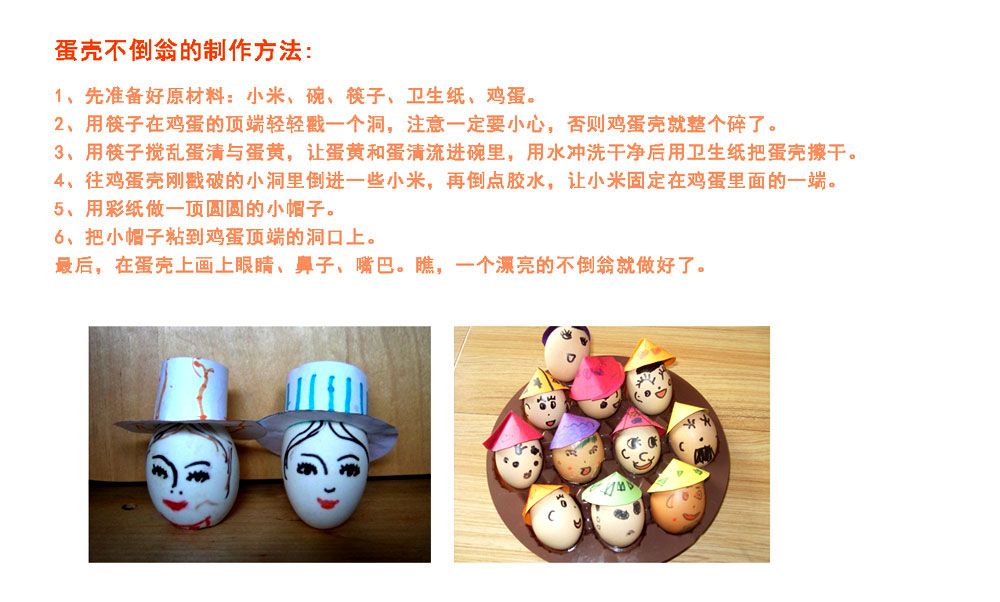 蛋壳不倒翁的制作方法:
1、先准备好原材料：小米、碗、筷子、卫生纸、鸡蛋。
2、用筷子在鸡蛋的顶端轻轻戳一个洞，注意一定要小心，否则鸡蛋壳就整个碎了。
3、用筷子搅乱蛋清与蛋黄，让蛋黄和蛋清流进碗里，用水冲洗干净后用卫生纸把蛋壳擦干。
4、往鸡蛋壳刚戳破的小洞里倒进一些小米，再倒点胶水，让小米固定在鸡蛋里面的一端。
5、用彩纸做一顶圆圆的小帽子。
6、把小帽子粘到鸡蛋顶端的洞口上。
最后，在蛋壳上画上眼睛、鼻子、嘴巴。瞧，一个漂亮的不倒翁就做好了。